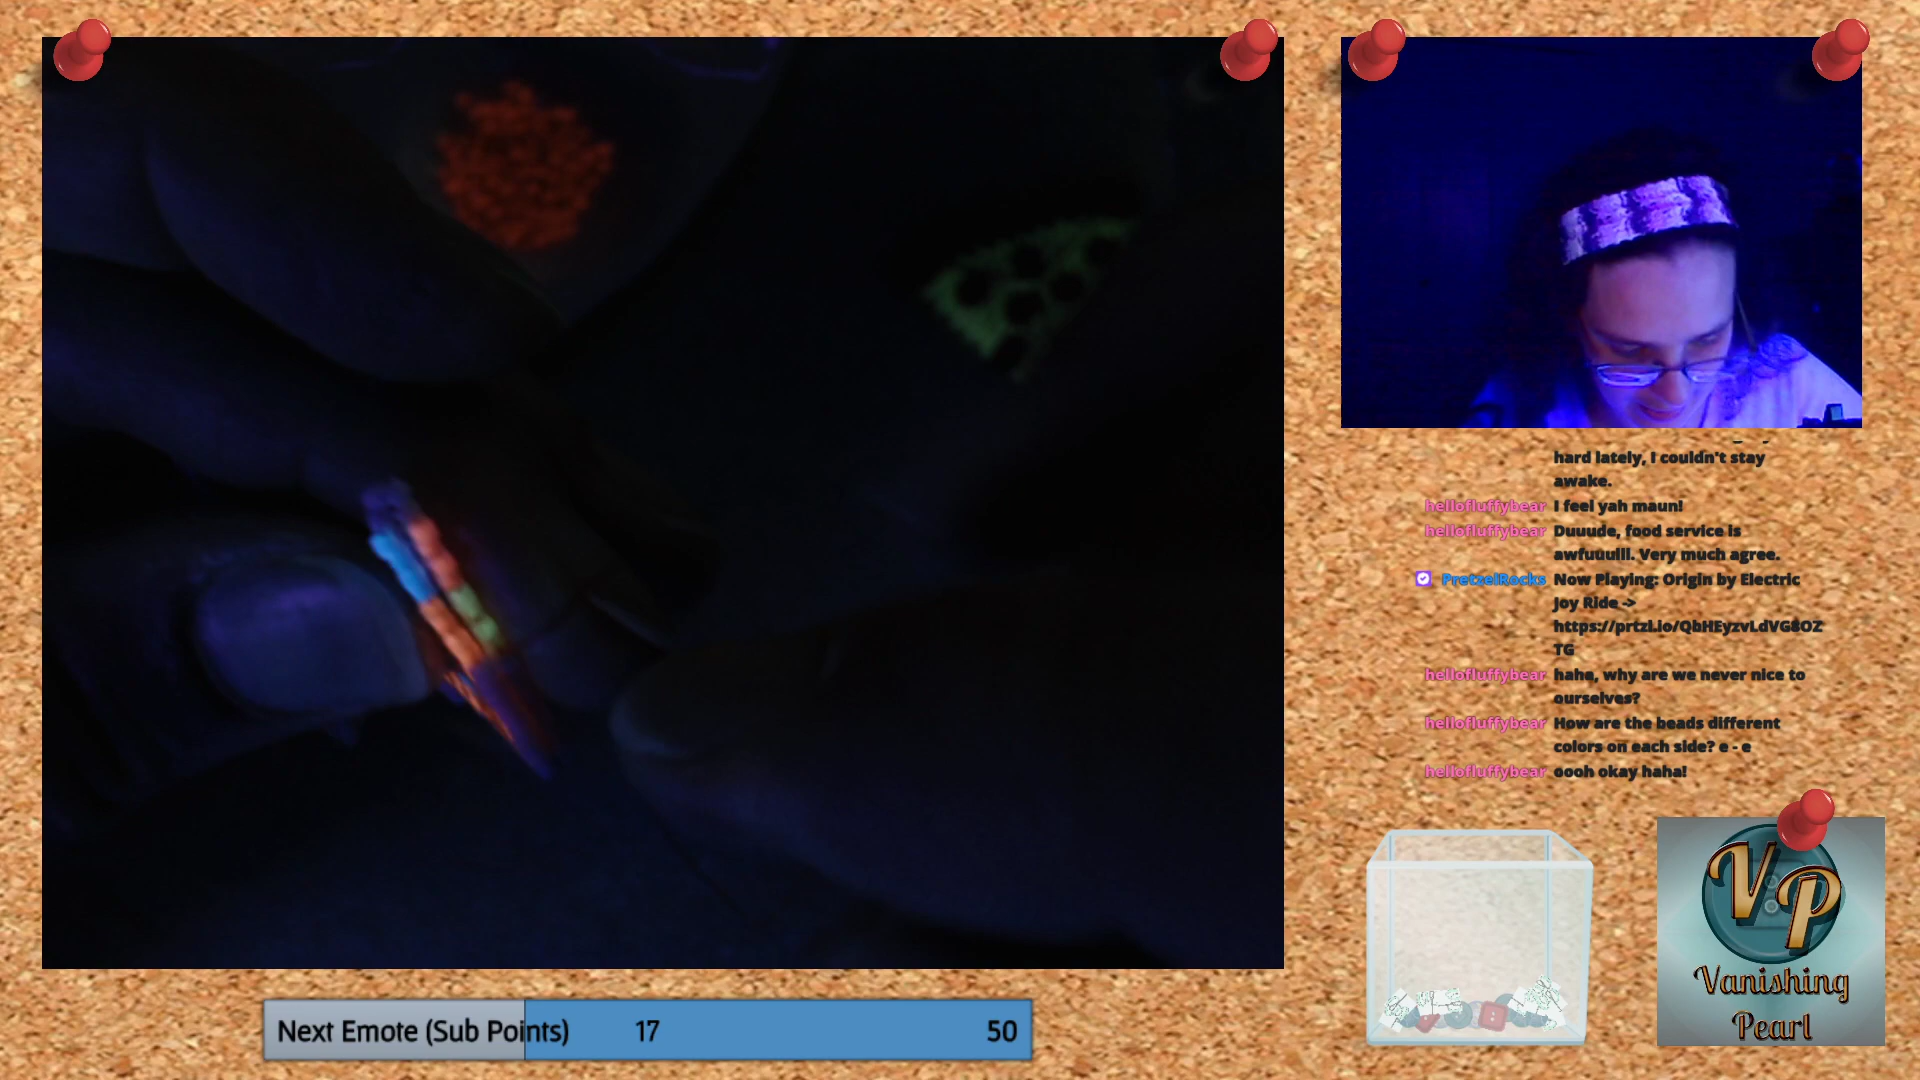 hard lately, I couldn't stay
awake.
hellofluffybear I feel yah maun!
hellofluffybear Duuude, food service is
awfuuulll. Very much agree.
PretzelRocks Now Playing: Origin by Electric
Joy Ride ->
https://prtzl.io/QbHEyzvLdVG8OZ
TG
hellofluffybear haha, why are we never nice to
ourselves?
hellofluffybear How are the beads different
colors on each side? e - e
hellofluffybear oooh okay haha!
VP
Vanishing
Pearl
Next Emote (Sub Points) 17 50